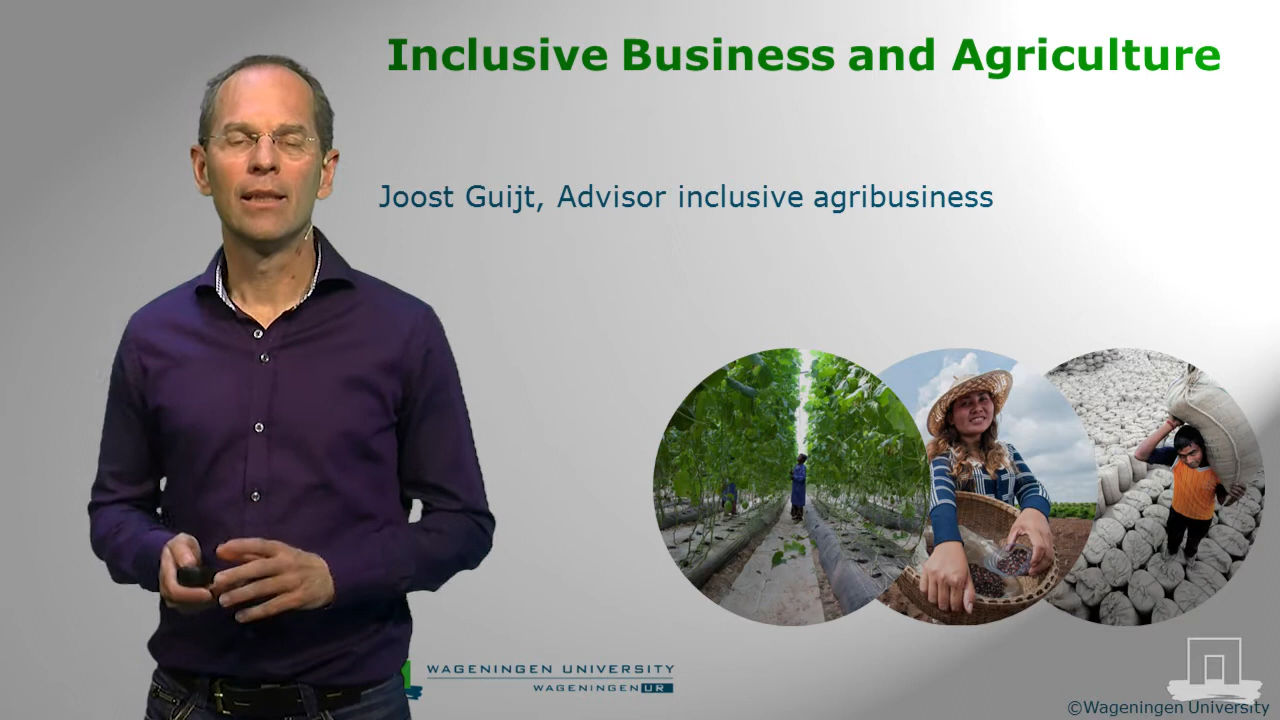 Inclusive Business and Agriculture
Joost Guijt, Advisor inclusive agribusiness
WAGENINGEN UNIVERSITY
WAGENINGEN UR
©Wageningen University